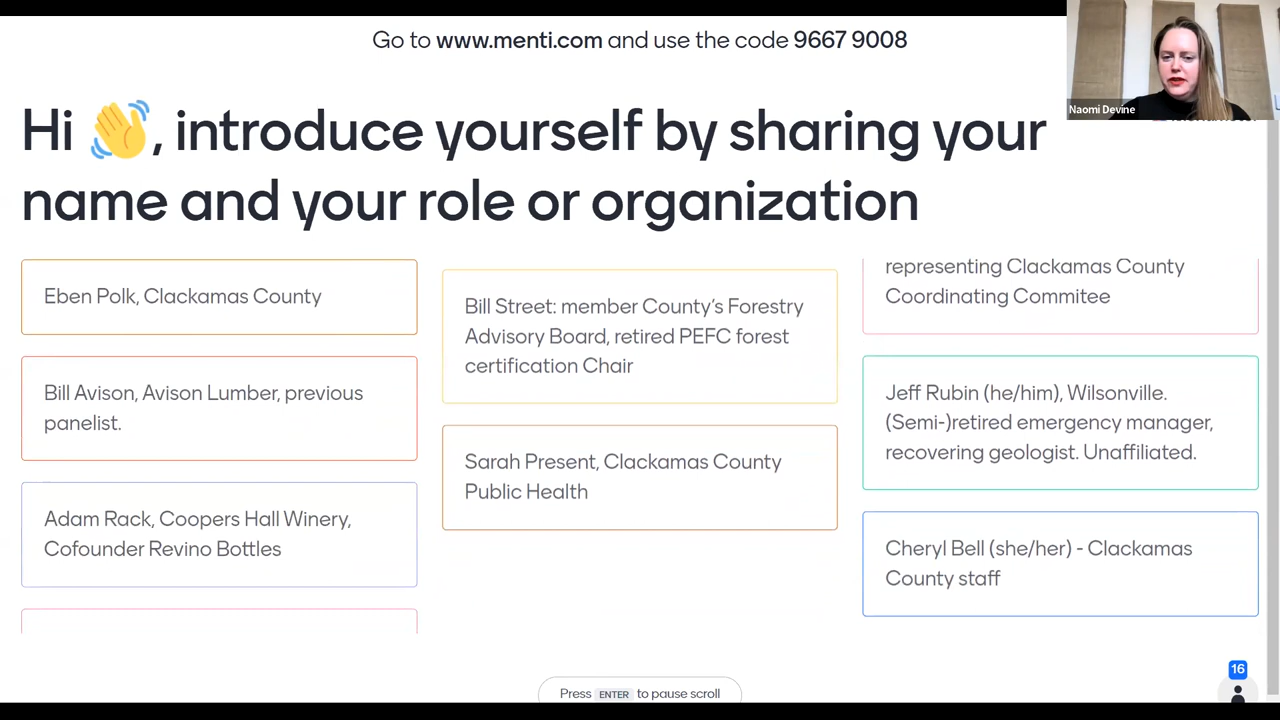 Go to www.menti.com and use the code 9667 9008
Naomi Devine
Hi 👋, introduce yourself by sharing your
name and your role or organization
Eben Polk, Clackamas County
Bill Avison, Avison Lumber, previous
panelist.
Adam Rack, Coopers Hall Winery,
Cofounder Revino Bottles
Bill Street: member County's Forestry
Advisory Board, retired PEFC forest
certification Chair
Sarah Present, Clackamas County
Public Health
representing Clackamas County
Coordinating Commitee
Jeff Rubin (he/him), Wilsonville.
(Semi-)retired emergency manager,
recovering geologist. Unaffiliated.
Cheryl Bell (she/her) - Clackamas
County staff
Press ENTER to pause scroll
16